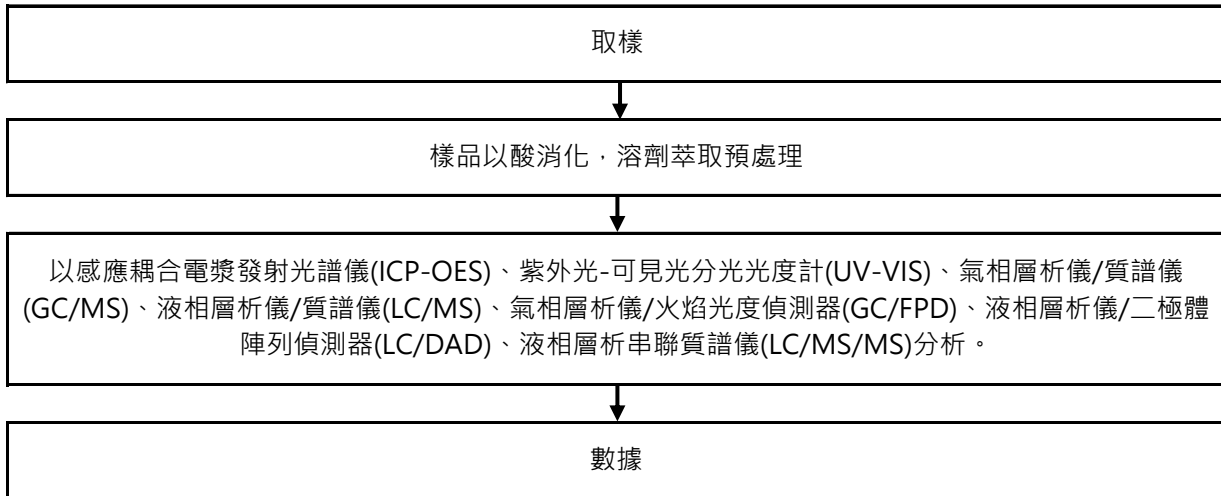 取樣
樣品以酸消化，溶劑萃取預處理
以感應耦合電漿發射光譜儀(ICP-OES)、紫外光-可見光分光光度計(UV-VIS)、氣相層析儀/質譜儀
(GC/MS)、液相層析儀/質譜儀(LC/MS)、氣相層析儀/火焰光度偵測器(GC/FPD)、液相層析儀/二極體
陣列偵測器(LC/DAD)、液相層析串聯質譜儀(LC/MS/MS)分析。
數據